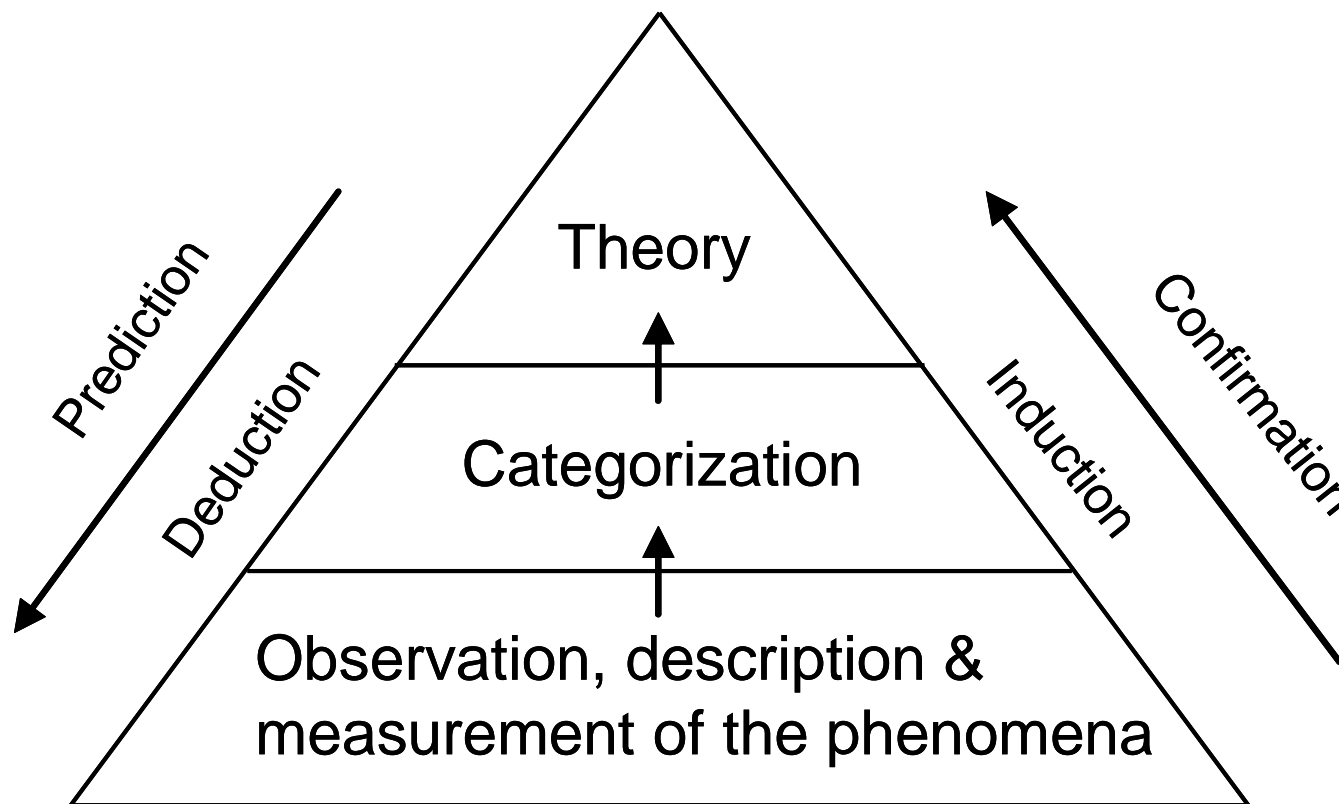 Theory
Prediction
Deduction
Categorization
Induction
Confirmation
Observation, description &
measurement of the phenomena